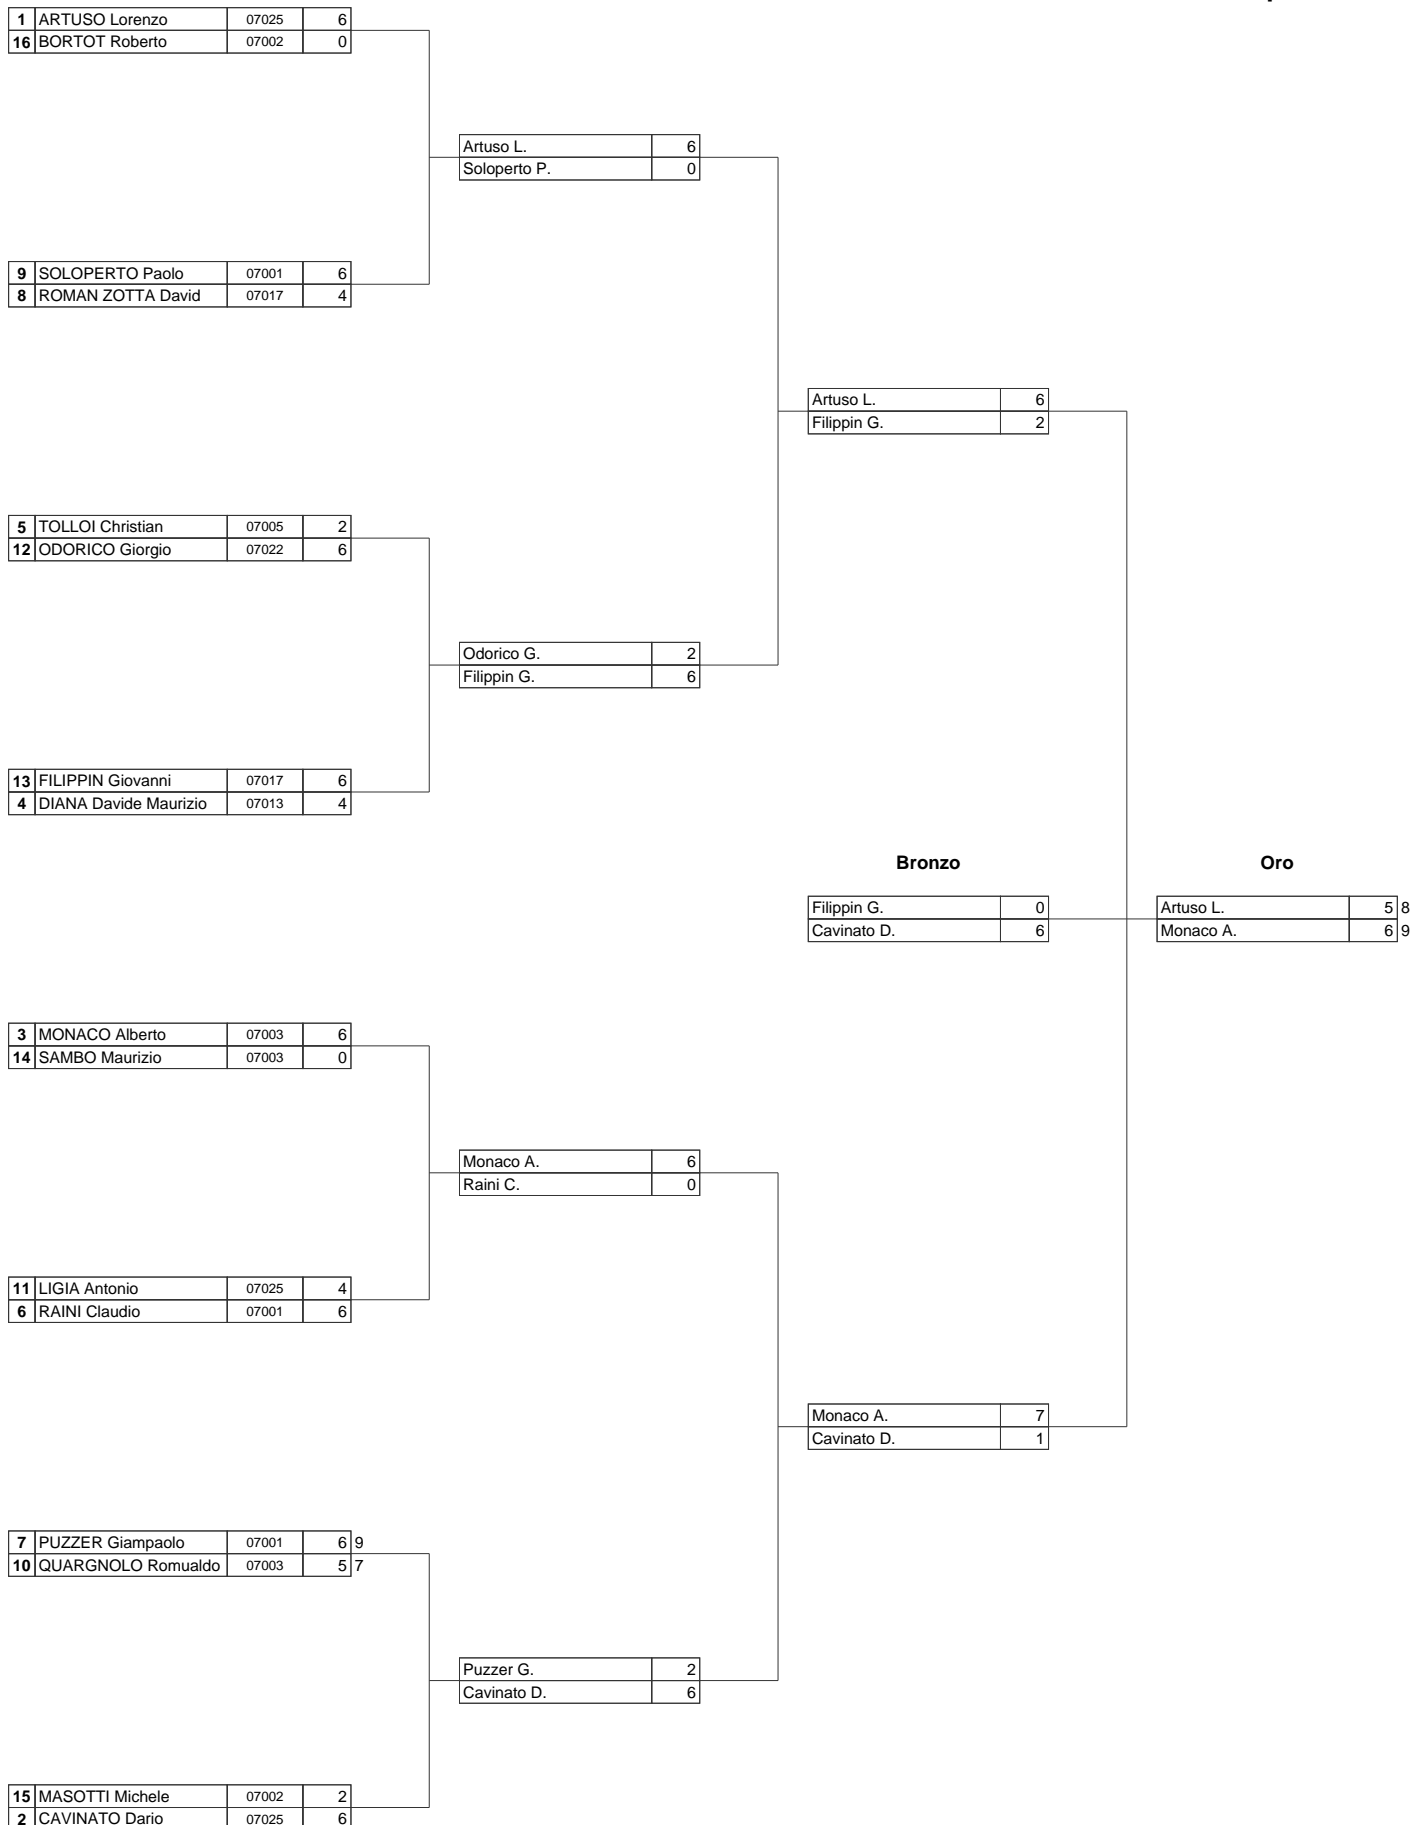 1 ARTUSO Lorenzo 07025 6
16 BORTOT Roberto 07002 0
Artuso L. 6
Soloperto P. 0
9 SOLOPERTO Paolo 07001 6
8 ROMAN ZOTTA David 07017 4
Artuso L. 6
Filippin G. 2
5 TOLLOI Christian 07005 2
12 ODORICO Giorgio 07022 6
Odorico G. 2
Filippin G. 6
13 FILIPPIN Giovanni 07017 6
4 DIANA Davide Maurizio 07013 4
Bronzo Oro
Filippin G. 0 Artuso L. 5 8
Cavinato D. 6 Monaco A. 6 9
3 MONACO Alberto 07003 6
14 SAMBO Maurizio 07003 0
Monaco A. 6
Raini C. 0
11 LIGIA Antonio 07025 4
6 RAINI Claudio 07001 6
Monaco A. 7
Cavinato D. 1
7 PUZZER Giampaolo 07001 6 9
10 QUARGNOLO Romualdo 07003 5 7
Puzzer G. 2
Cavinato D. 6
15 MASOTTI Michele 07002 2
2 CAVINATO Dario 07025 6